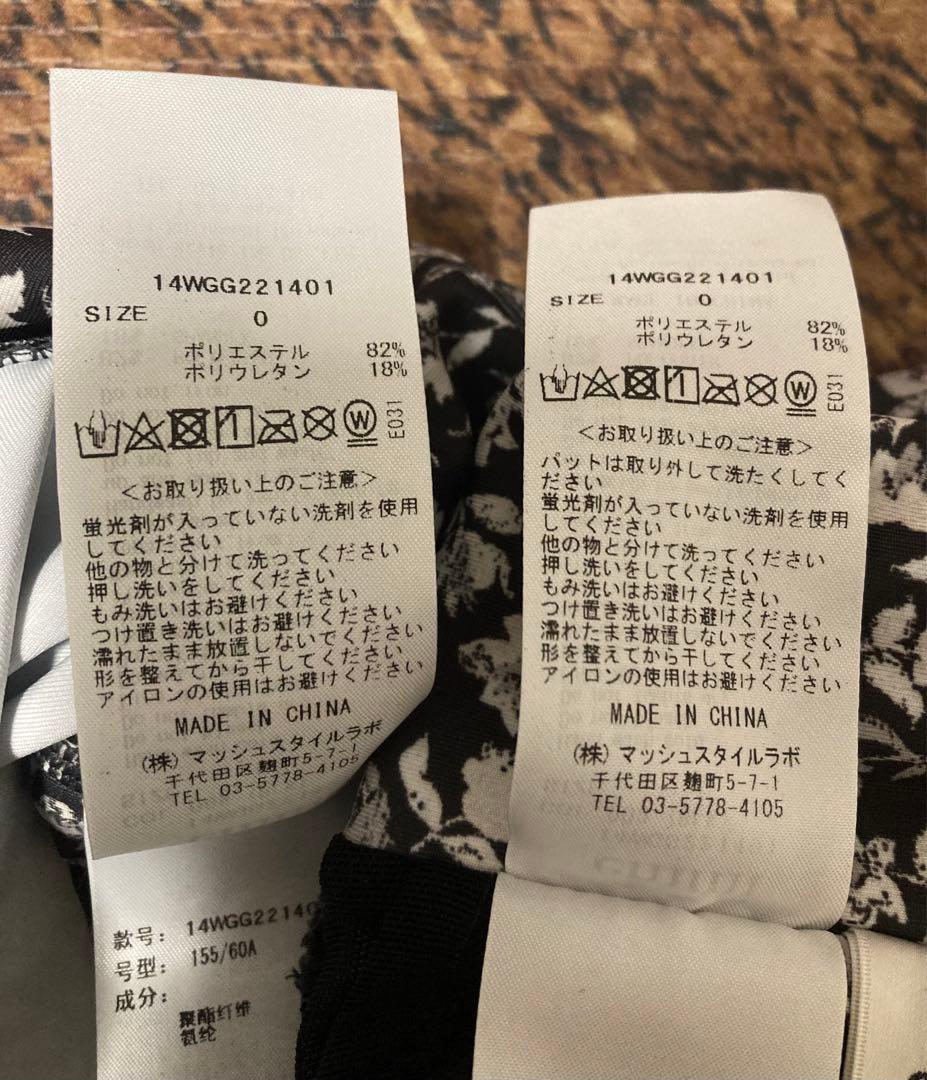 14WGG221401
SIZE 0
ポリエステル 82%
ポリウレタン 18%
W E031
<お取り扱い上のご注意>
蛍光剤が入っていない洗剤を使用
してください
他の物と分けて洗ってください
押し洗いをしてください
もみ洗いはお避けください
つけ置き洗いはお避けください
濡れたまま放置しないでください
形を整えてから干してください
アイロンの使用はお避けください
MADE IN CHINA
(株)マッシュスタイルラボ
千代田区麹町5-7-1
TEL 03-5778-4105
款号: 14WGG22140
号型: 155/60A
成分:
聚酯纤维
氨纶
14WGG221401
SIZE 0
ポリエステル 82%
ポリウレタン 18%
W E031
<お取り扱い上のご注意>
パットは取り外して洗たくしてく
ださい
蛍光剤が入っていない洗剤を使用
してください
他の物と分けて洗ってください
押し洗いをしてください
もみ洗いはお避けください
つけ置き洗いはお避けください
濡れたまま放置しないでください
形を整えてから干してください
アイロンの使用はお避けください
MADE IN CHINA
(株)マッシュスタイルラボ
千代田区麹町5-7-1
TEL 03-5778-4105